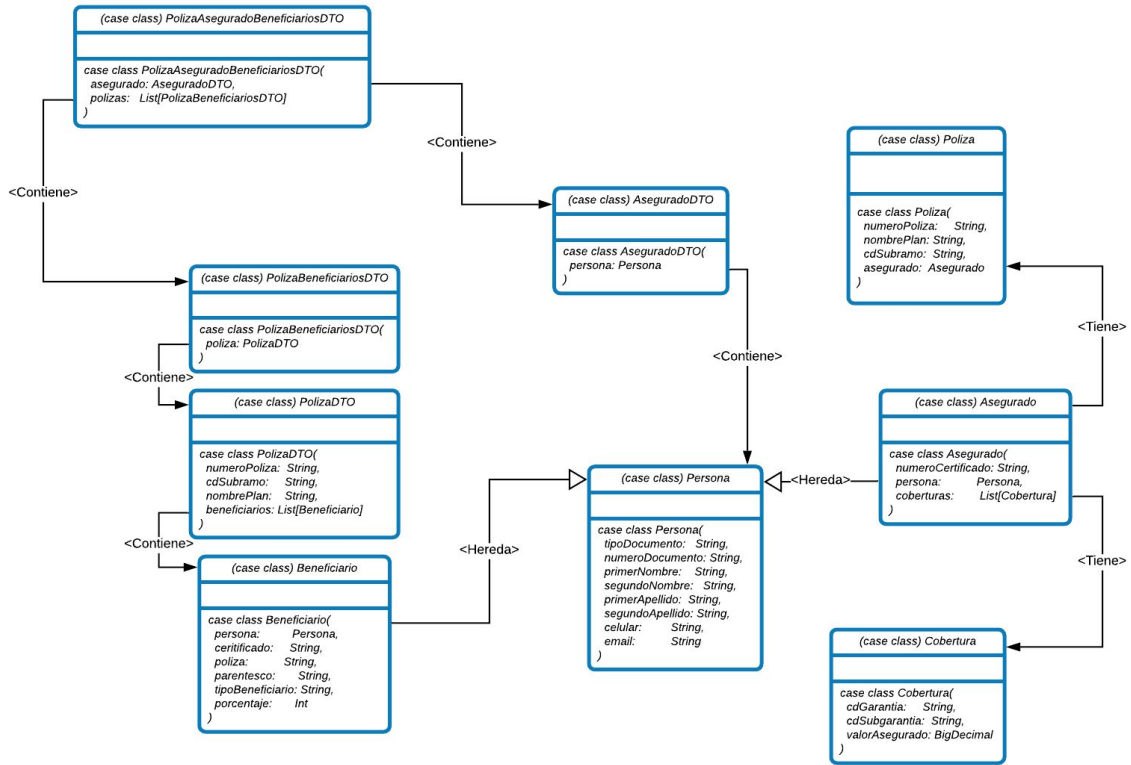 (case class) PolizaAseguradoBeneficiariosDTO
case class PolizaAseguradoBeneficiariosDTO(
asegurado: AseguradoDTO,
polizas: List[PolizaBeneficiariosDTO]
)
<Contiene>
<Contiene>
(case class) Poliza
case class Poliza(
numeroPoliza: String,
nombrePlan: String,
cdSubramo: String,
asegurado: Asegurado
)
(case class) AseguradoDTO
case class AseguradoDTO(
persona: Persona
)
(case class) PolizaBeneficiariosDTO
case class PolizaBeneficiariosDTO(
poliza: PolizaDTO
)
<Tiene>
<Contiene>
<Contiene>
(case class) PolizaDTO
case class PolizaDTO(
numeroPoliza: String,
cdSubramo: String,
nombrePlan: String,
beneficiarios: List[Beneficiario]
)
(case class) Asegurado
case class Asegurado(
numeroCertificado: String,
persona: Persona,
coberturas: List[Cobertura]
)
<Hereda>
(case class) Persona
case class Persona(
tipoDocumento: String,
numeroDocumento: String,
primerNombre: String,
segundoNombre: String,
primerApellido: String,
segundoApellido: String,
celular: String,
email: String
)
<Contiene>
<Hereda>
<Tiene>
(case class) Beneficiario
case class Beneficiario(
persona: Persona,
ceritificado: String,
poliza: String,
parentesco: String,
tipoBeneficiario: String,
porcentaje: Int
)
(case class) Cobertura
case class Cobertura(
cdGarantia: String,
cdSubgarantia: String,
valorAsegurado: BigDecimal
)